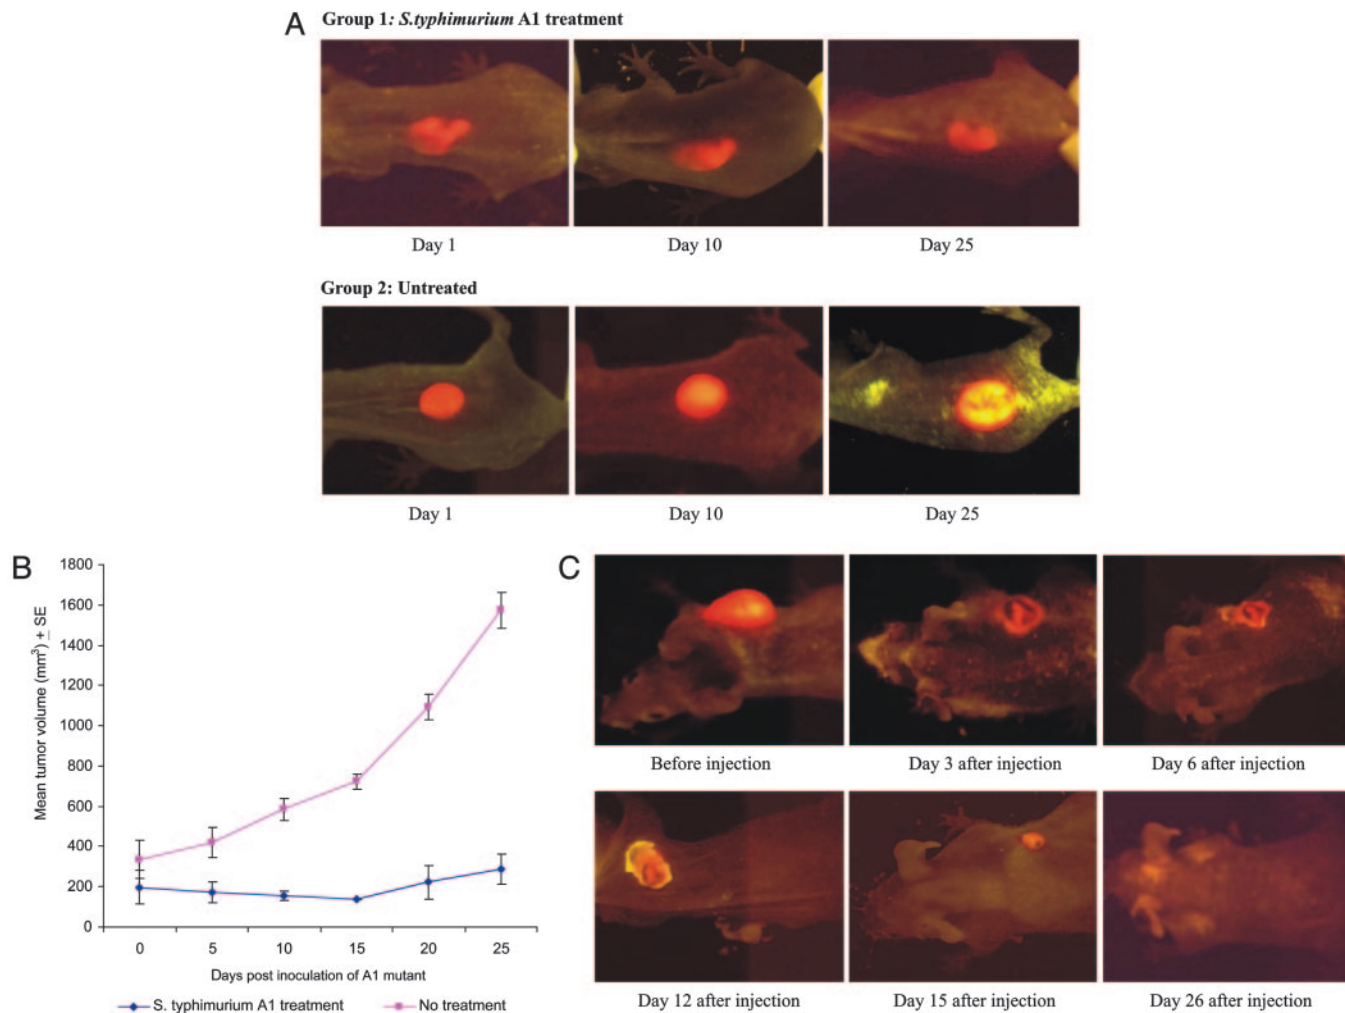 A
Group 1: S.typhimurium A1 treatment
Day 1
Day 10
Day 25
Group 2: Untreated
Day 1
Day 10
Day 25
B
Mean tumor volume (mm³) ± SE
1800
1600
1400
1200
1000
800
600
400
200
0
0 5 10 15 20 25
Days post inoculation of A1 mutant
S. typhimurium A1 treatment
No treatment
C
Before injection
Day 3 after injection
Day 6 after injection
Day 12 after injection
Day 15 after injection
Day 26 after injection